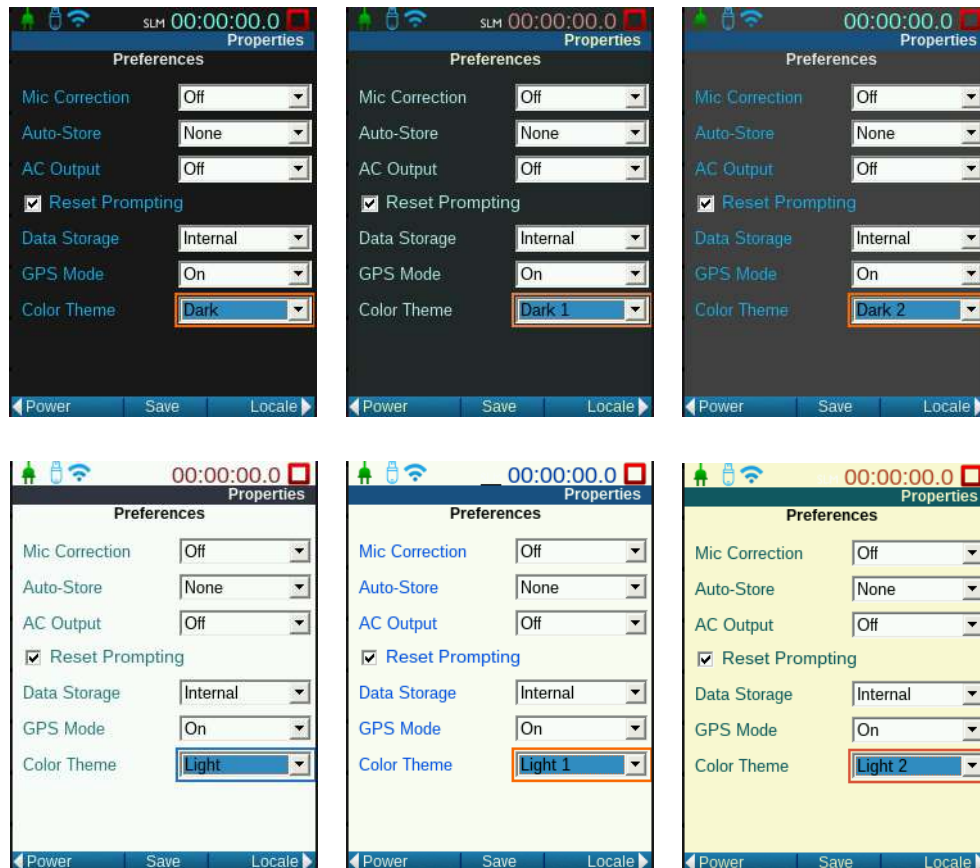 SLM 00:00:00.0
Properties
Preferences
Mic Correction Off
Auto-Store None
AC Output Off
Reset Prompting
Data Storage Internal
GPS Mode On
Color Theme Dark
Power Save Locale
SLM 00:00:00.0
Properties
Preferences
Mic Correction Off
Auto-Store None
AC Output Off
Reset Prompting
Data Storage Internal
GPS Mode On
Color Theme Dark 1
Power Save Locale
00:00:00.0
Properties
Preferences
Mic Correction Off
Auto-Store None
AC Output Off
Reset Prompting
Data Storage Internal
GPS Mode On
Color Theme Dark 2
Power Save Locale
00:00:00.0
Properties
Preferences
Mic Correction Off
Auto-Store None
AC Output Off
Reset Prompting
Data Storage Internal
GPS Mode On
Color Theme Light
Power Save Locale
00:00:00.0
Properties
Preferences
Mic Correction Off
Auto-Store None
AC Output Off
Reset Prompting
Data Storage Internal
GPS Mode On
Color Theme Light 1
Power Save Locale
00:00:00.0
Properties
Preferences
Mic Correction Off
Auto-Store None
AC Output Off
Reset Prompting
Data Storage Internal
GPS Mode On
Color Theme Light 2
Power Save Locale